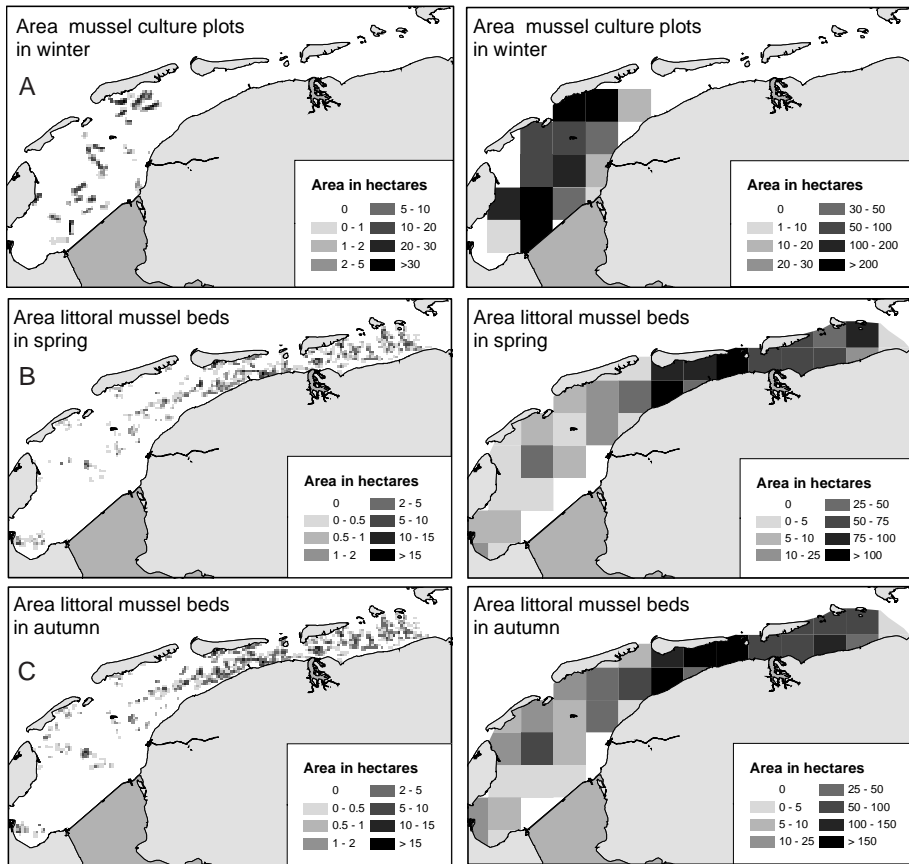 Area mussel culture plots
in winter
A
Area in hectares
0
0 - 1
1 - 2
2 - 5
5 - 10
10 - 20
20 - 30
>30
Area mussel culture plots
in winter
Area in hectares
0
1 - 10
10 - 20
20 - 30
30 - 50
50 - 100
100 - 200
> 200
Area littoral mussel beds
in spring
B
Area in hectares
0
0 - 0.5
0.5 - 1
1 - 2
2 - 5
5 - 10
10 - 15
> 15
Area littoral mussel beds
in spring
Area in hectares
0
0 - 5
5 - 10
10 - 25
25 - 50
50 - 75
75 - 100
> 100
Area littoral mussel beds
in autumn
C
Area in hectares
0
0 - 0.5
0.5 - 1
1 - 2
2 - 5
5 - 10
10 - 15
> 15
Area littoral mussel beds
in autumn
Area in hectares
0
0 - 5
5 - 10
10 - 25
25 - 50
50 - 100
100 - 150
> 150